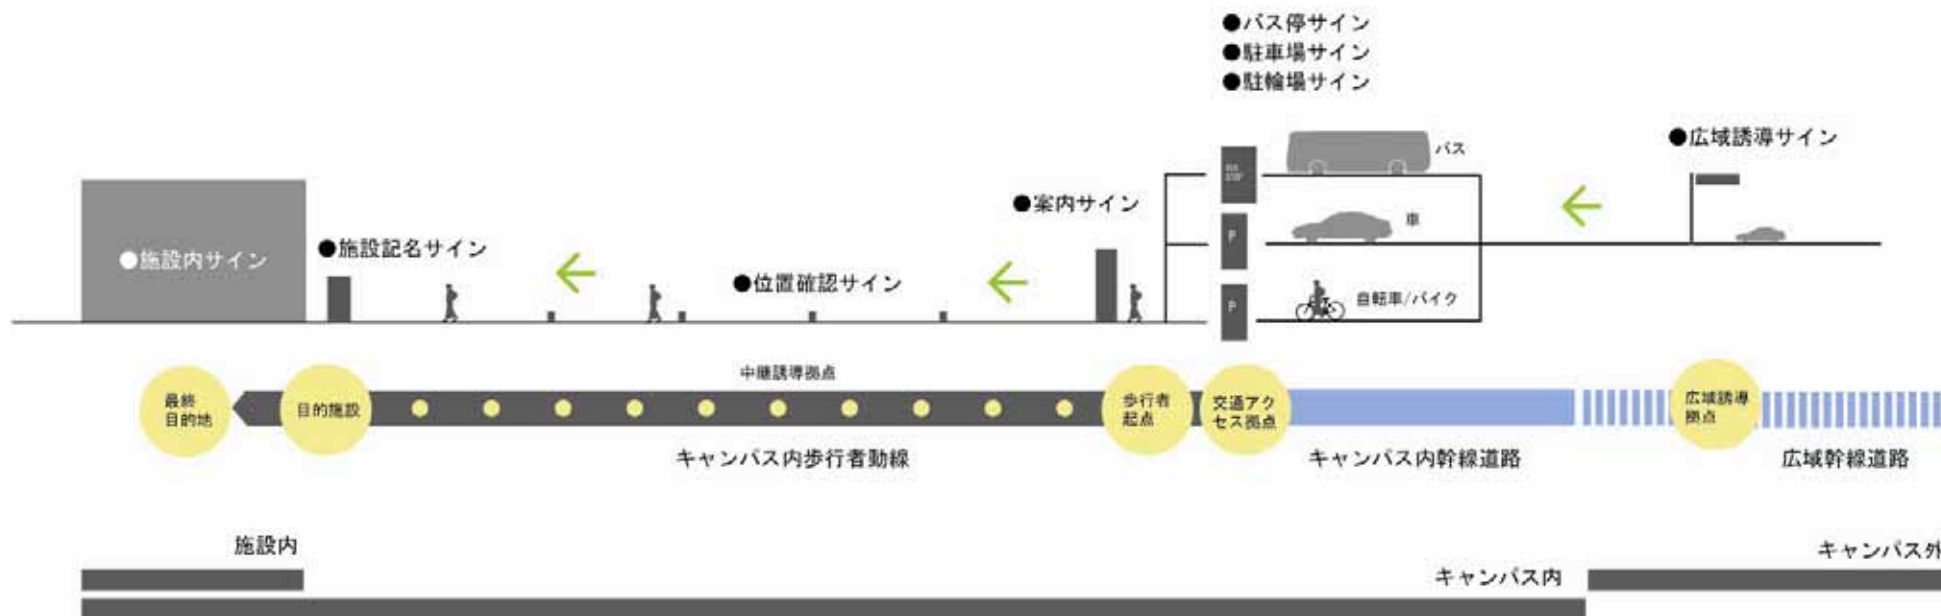 ●バス停サイン
●駐車場サイン
●駐輪場サイン
●広域誘導サイン
バス
BUS
STOP
●案内サイン
車
P
●施設記名サイン
●施設内サイン
●位置確認サイン
自転車/バイク
P
中継誘導拠点
最終
目的地
目的施設
歩行者
起点
交通アク
セス拠点
広域誘導
拠点
キャンパス内歩行者動線
キャンパス内幹線道路
広域幹線道路
施設内
キャンパス外
キャンパス内